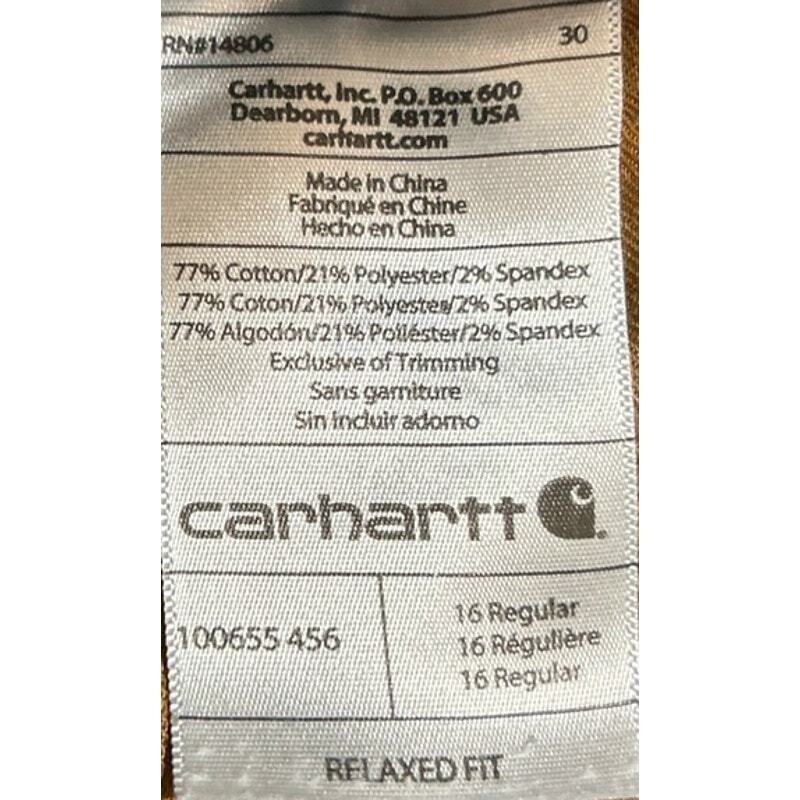 RN#14806 30
Carhartt, Inc. P.O. Box 600
Dearborn, MI 48121 USA
carhartt.com
Made in China
Fabriqué en Chine
Hecho en China
77% Cotton/21% Polyester/2% Spandex
77% Coton/21% Polyester/2% Spandex
77% Algodón/21% Poliéster/2% Spandex
Exclusive of Trimming
Sans garniture
Sin incluir adorno
carhartt
100655 456
16 Regular
16 Régulière
16 Regular
RELAXED FIT